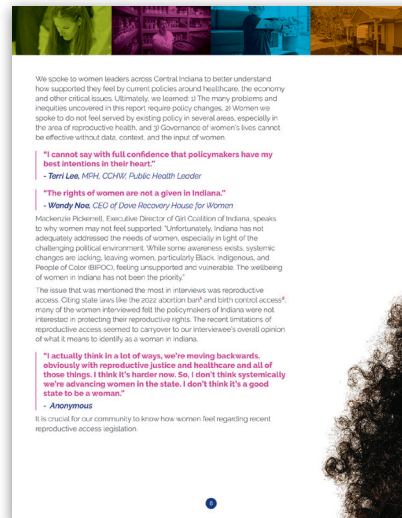 We spoke to women leaders across Central Indiana to better understand
how supported they feel by current policies around healthcare, the economy
and other critical issues. Ultimately, we learned: 1) The many problems and
inequities uncovered in this report require policy changes, 2) Women we
spoke to do not feel served by existing policy in several areas, especially in
the area of reproductive health, and 3) Governance of women's lives cannot
be effective without data, context, and the input of women.
"I cannot say with full confidence that policymakers have my
best intentions in their heart."
- Terri Lee, MPH, CCHW, Public Health Leader
"The rights of women are not a given in Indiana."
- Wendy Noe, CEO of Dove Recovery House for Women
Mackenzie Pickerrell, Executive Director of Girl Coalition of Indiana, speaks
to why women may not feel supported: "Unfortunately, Indiana has not
adequately addressed the needs of women, especially in light of the
challenging political environment. While some awareness exists, systemic
changes are lacking, leaving women, particularly Black, Indigenous, and
People of Color (BIPOC), feeling unsupported and vulnerable. The wellbeing
of women in Indiana has not been the priority."
The issue that was mentioned the most in interviews was reproductive
access. Citing state laws like the 2022 abortion ban and birth control access,
many of the women interviewed felt the policymakers of Indiana were not
interested in protecting their reproductive rights. The recent limitations of
reproductive access seemed to carryover to our interviewee's overall opinion
of what it means to identify as a woman in Indiana.
"I actually think in a lot of ways, we're moving backwards,
obviously with reproductive justice and healthcare and all of
those things. I think it's harder now. So, I don't think systemically
we're advancing women in the state. I don't think it's a good
state to be a woman."
- Anonymous
It is crucial for our community to know how women feel regarding recent
reproductive access legislation.
6